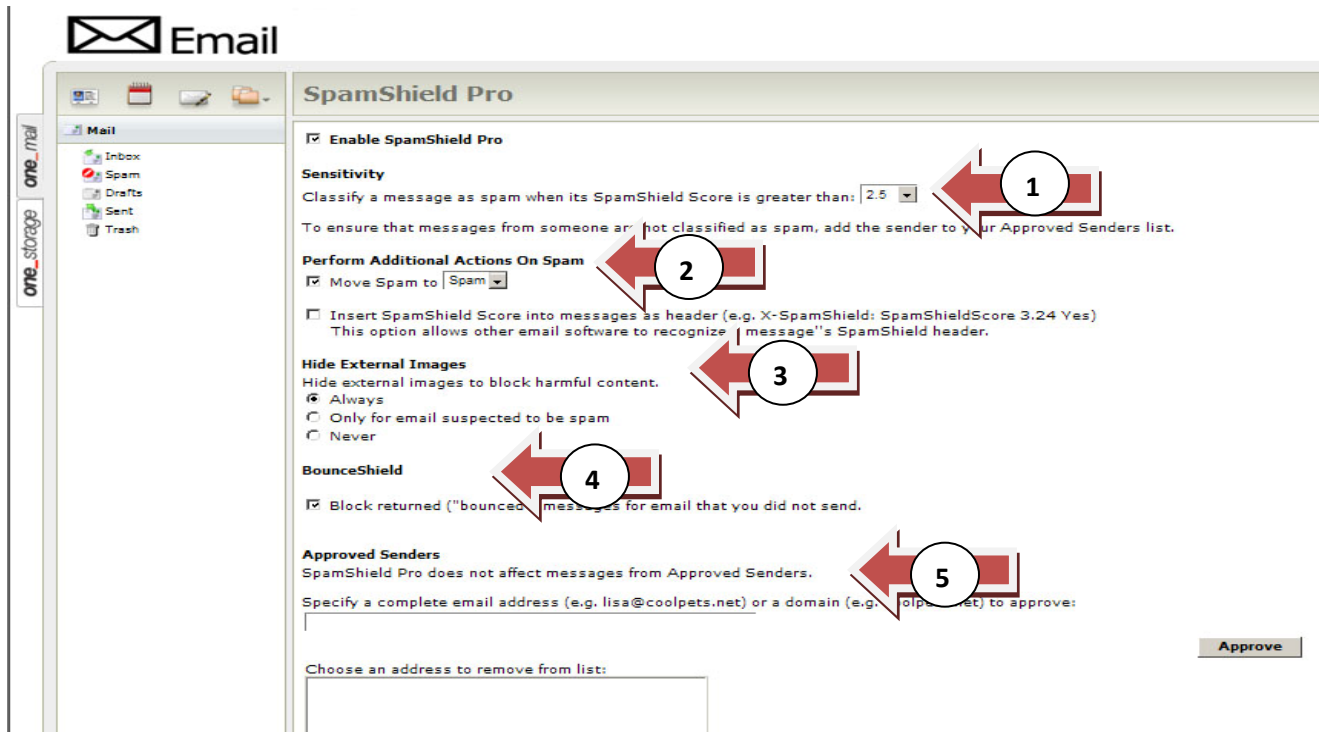 Email
one_mail
one_storage
Mail
Inbox
Spam
Drafts
Sent
Trash
SpamShield Pro
Enable SpamShield Pro
Sensitivity
Classify a message as spam when its SpamShield Score is greater than: 2.5
1
To ensure that messages from someone are not classified as spam, add the sender to your Approved Senders list.
Perform Additional Actions On Spam
2
Move Spam to Spam
Insert SpamShield Score into messages as header (e.g. X-SpamShield: SpamShieldScore 3.24 Yes)
This option allows other email software to recognize message''s SpamShield header.
Hide External Images
3
Hide external images to block harmful content.
Always
Only for email suspected to be spam
Never
BounceShield
4
Block returned ("bounced messages for email that you did not send.
Approved Senders
SpamShield Pro does not affect messages from Approved Senders.
5
Specify a complete email address (e.g. lisa@coolpets.net) or a domain (e.g. to approve:
Approve
Choose an address to remove from list: